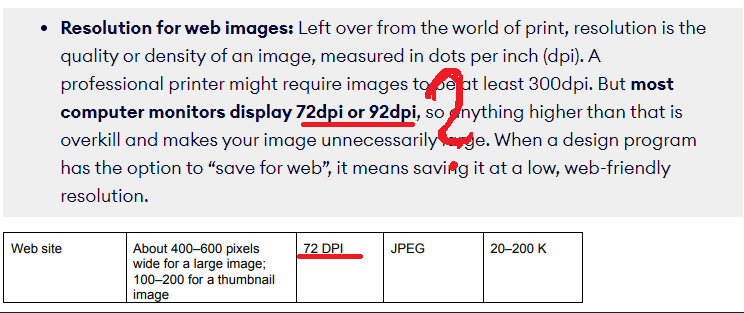 • Resolution for web images: Left over from the world of print, resolution is the
quality or density of an image, measured in dots per inch (dpi). A
professional printer might require images to be at least 300dpi. But most
computer monitors display 72dpi or 92dpi, so anything higher than that is
overkill and makes your image unnecessarily large. When a design program
has the option to “save for web”, it means saving it at a low, web-friendly
resolution.
?
Web site
About 400–600 pixels
wide for a large image;
100–200 for a thumbnail
image
72 DPI
JPEG
20–200 K